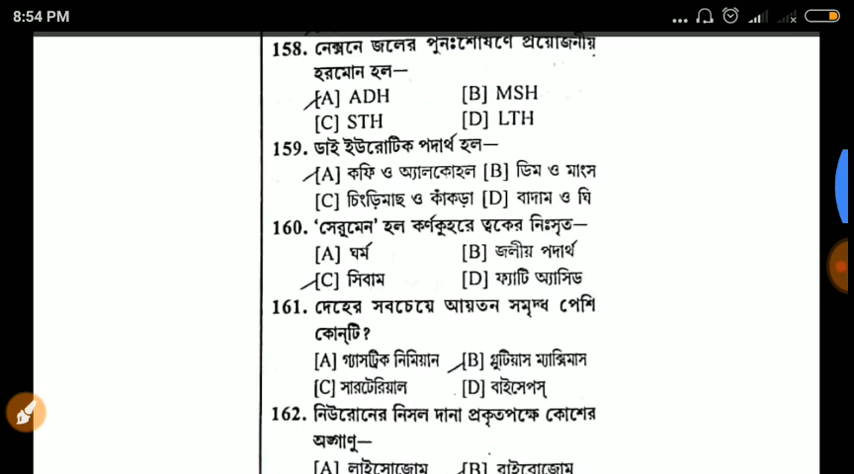 8:54 PM
158. নেফ্রনে জলের পুনঃশোষণে প্রয়োজনীয়
হরমোন হল—
[A] ADH [B] MSH
[C] STH [D] LTH
159. ডাই ইউরোটিক পদার্থ হল—
[A] কফি ও অ্যালকোহল [B] ডিম ও মাংস
[C] চিংড়িমাছ ও কাঁকড়া [D] বাদাম ও ঘি
160. ‘সেরুমেন’ হল কর্ণকুহরে ত্বকের নিঃসৃত—
[A] ঘর্ম [B] জলীয় পদার্থ
[C] সিবাম [D] ফ্যাটি অ্যাসিড
161. দেহের সবচেয়ে আয়তন সমৃদ্ধ পেশি
কোন্‌টি?
[A] গ্যাসট্রিক নিমিয়ান [B] গ্লুটিয়াস ম্যাক্সিমাস
[C] সারটেরিয়াল [D] বাইসেপস্
162. নিউরোনের নিসল দানা প্রকৃতপক্ষে কোশের
অঙ্গাণু—
[A] লাইসোজোম [B] রাইবোজোম